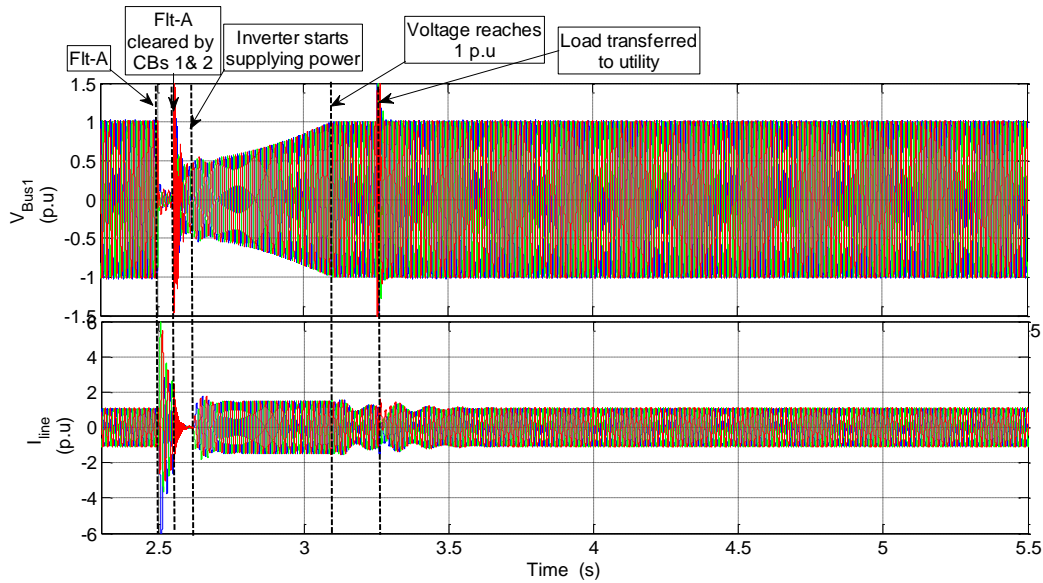 Flt-A
Flt-A
cleared by
CBs 1& 2
Inverter starts
supplying power
Voltage reaches
1 p.u
Load transferred
to utility
1.5
1
0.5
0
-0.5
-1
-1.5
V_Bus1
(p.u)
5
6
4
2
0
-2
-4
-6
I_line
(p.u)
2.5
3
3.5
4
4.5
5
5.5
Time (s)